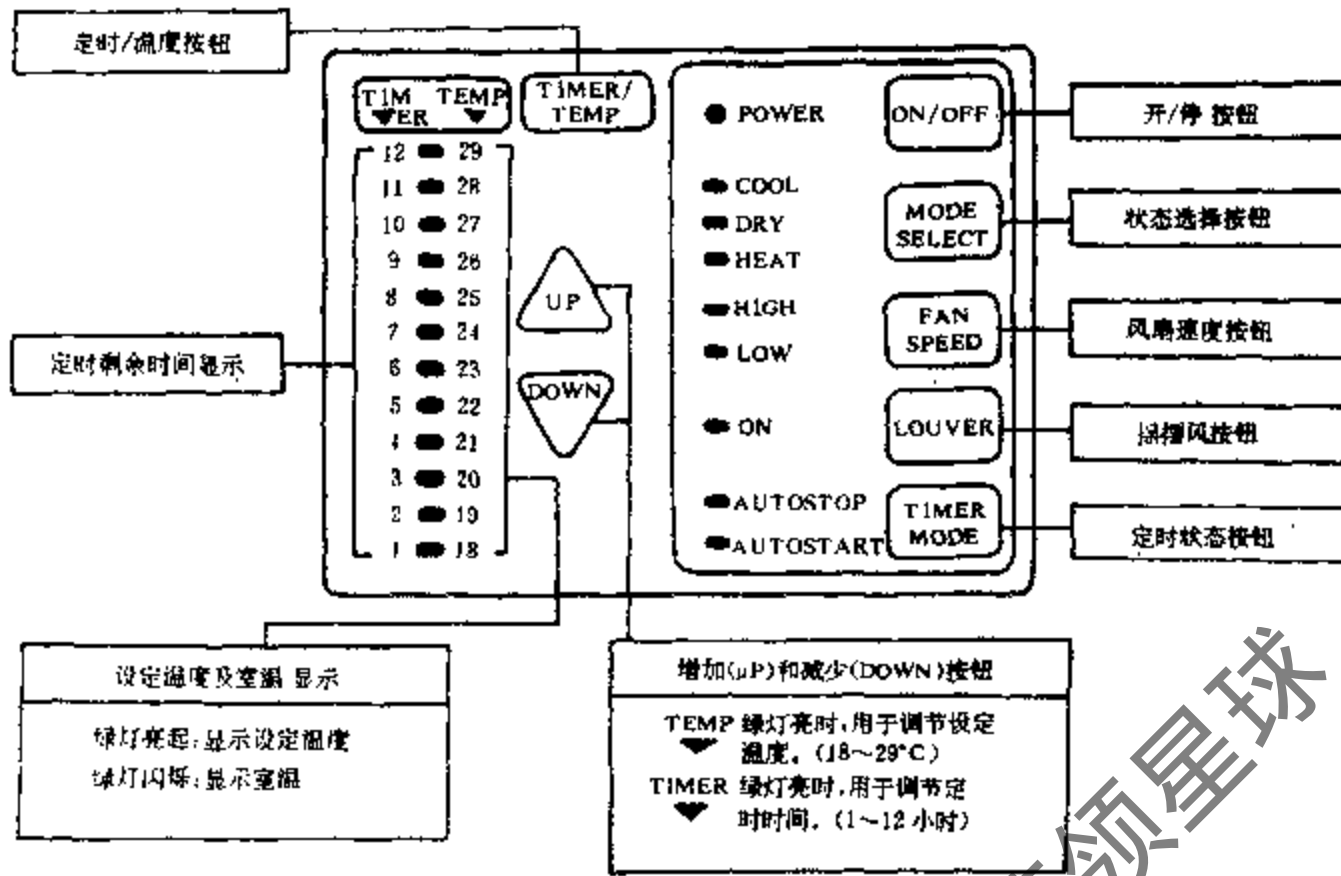 定时/温度按钮
TIMER TEMP
TIMER/
TEMP
12 29
11 28
10 27
9 26
8 25
7 24
6 23
5 22
4 21
3 20
2 19
1 18
UP
DOWN
POWER
COOL
DRY
HEAT
HIGH
LOW
ON
AUTOSTOP
AUTOSTART
ON/OFF
MODE
SELECT
FAN
SPEED
LOUVER
TIMER
MODE
开/停 按钮
状态选择按钮
风扇速度按钮
摇摆风按钮
定时状态按钮
定时剩余时间显示
设定温度及室温 显示
绿灯亮起:显示设定温度
绿灯闪烁:显示室温
增加(μP)和减少(DOWN)按钮
TEMP 绿灯亮时,用于调节设定
温度。(18~29°C)
TIMER 绿灯亮时,用于调节定
时时间。(1~12 小时)
领星球